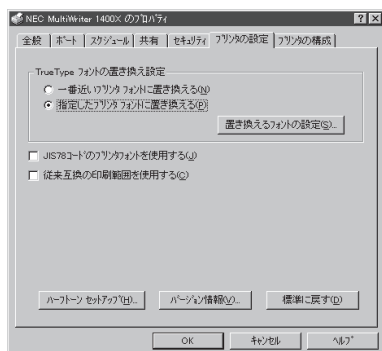 NEC MultiWriter 1400X のプロパティ
全般 ポート スケジュール 共有 セキュリティ プリンタの設定 プリンタの構成
TrueType フォントの置き換え設定
一番近いプリンタ フォントに置き換える(N)
指定したプリンタ フォントに置き換える(P)
置き換えるフォントの設定(S)...
JIS78コードのプリンタフォントを使用する(J)
従来互換の印刷範囲を使用する(C)
ハーフトーン セットアップ(H)... バージョン情報(V)... 標準に戻す(D)
OK キャンセル ヘルプ